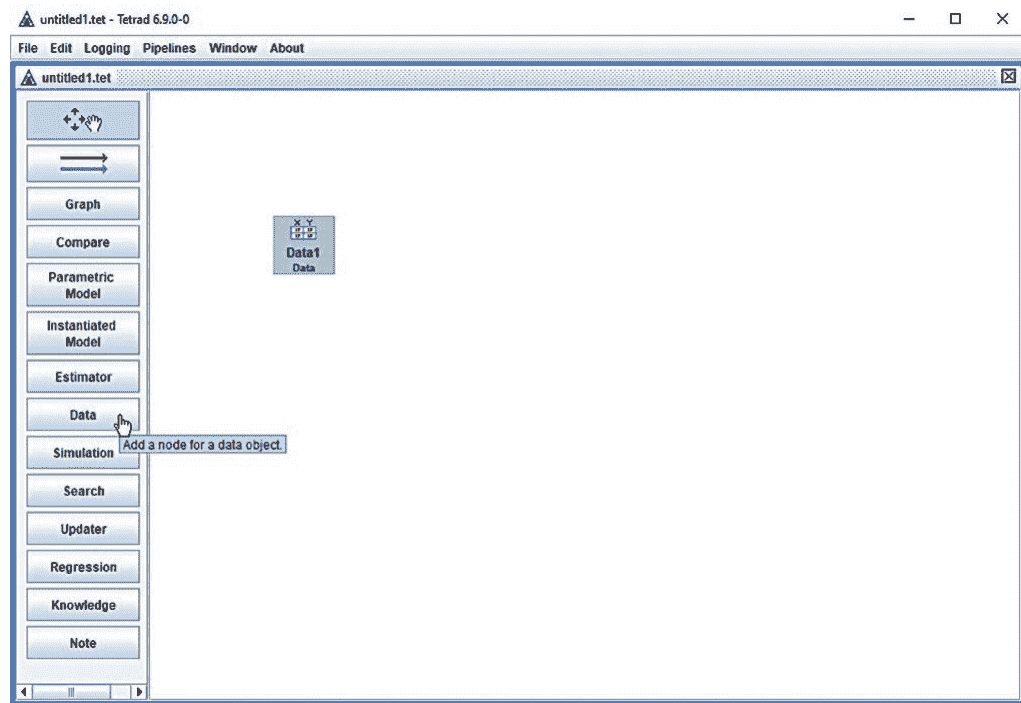 untitled1.tet - Tetrad 6.9.0-0
File Edit Logging Pipelines Window About
untitled1.tet
Graph
Compare
Parametric
Model
Instantiated
Model
Estimator
Data
Simulation
Search
Updater
Regression
Knowledge
Note
Add a node for a data object.
X Y
Data1
Data